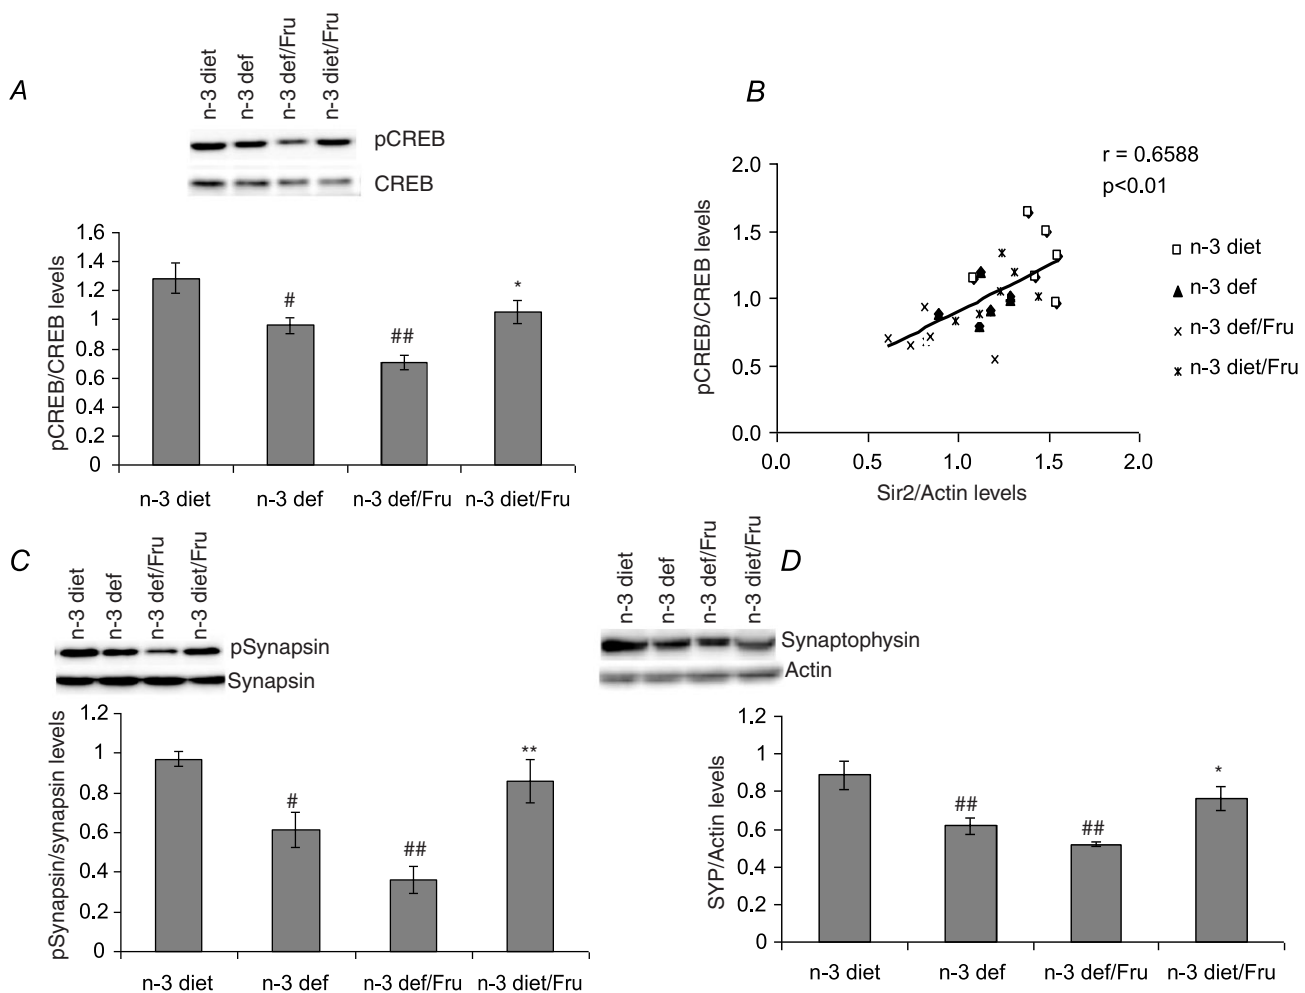 A
n-3 diet
n-3 def
n-3 def/Fru
n-3 diet/Fru
pCREB
CREB
pCREB/CREB levels
1.6
1.4
1.2
1
0.8
0.6
0.4
0.2
0
#
##
*
n-3 diet n-3 def n-3 def/Fru n-3 diet/Fru
B
r = 0.6588
p<0.01
pCREB/CREB levels
2.0
1.5
1.0
0.5
0.0
0.0 0.5 1.0 1.5 2.0
Sir2/Actin levels
n-3 diet
n-3 def
n-3 def/Fru
n-3 diet/Fru
C
n-3 diet
n-3 def
n-3 def/Fru
n-3 diet/Fru
pSynapsin
Synapsin
pSynapsin/synapsin levels
1.2
1
0.8
0.6
0.4
0.2
0
#
##
**
n-3 diet n-3 def n-3 def/Fru n-3 diet/Fru
D
n-3 diet
n-3 def
n-3 def/Fru
n-3 diet/Fru
Synaptophysin
Actin
SYP/Actin levels
1.2
1
0.8
0.6
0.4
0.2
0
##
##
*
n-3 diet n-3 def n-3 def/Fru n-3 diet/Fru